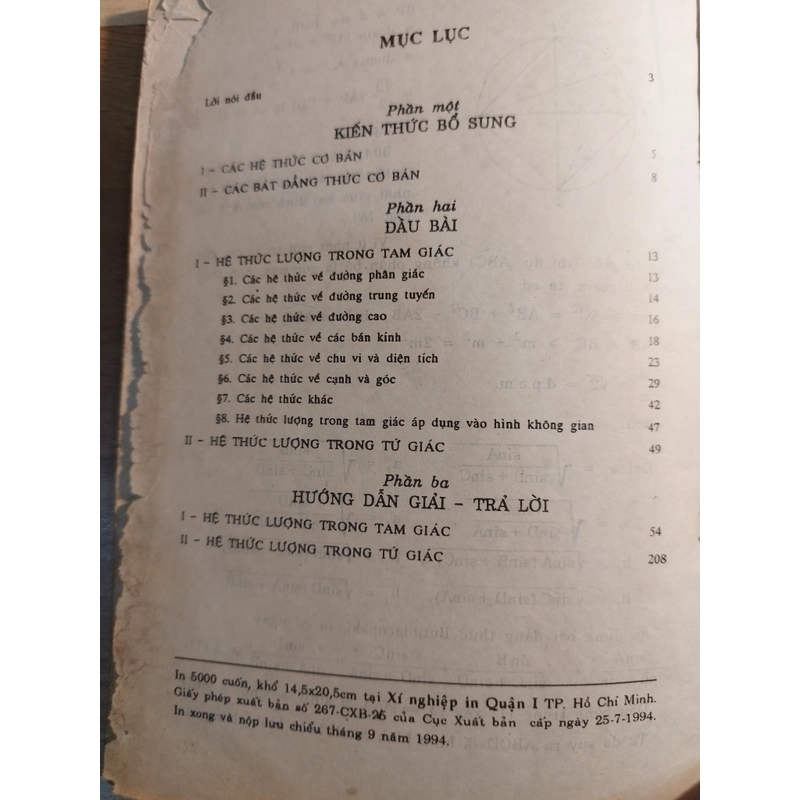 MỤC LỤC
Lời nói đầu 3
Phần một
KIẾN THỨC BỔ SUNG
I - CÁC HỆ THỨC CƠ BẢN 5
II - CÁC BẤT ĐẲNG THỨC CƠ BẢN 8
Phần hai
ĐẦU BÀI
I - HỆ THỨC LƯỢNG TRONG TAM GIÁC 13
§1. Các hệ thức về đường phân giác 13
§2. Các hệ thức về đường trung tuyến 14
§3. Các hệ thức về đường cao 16
§4. Các hệ thức về các bán kính 18
§5. Các hệ thức về chu vi và diện tích 23
§6. Các hệ thức về cạnh và góc 29
§7. Các hệ thức khác 42
§8. Hệ thức lượng trong tam giác áp dụng vào hình không gian 47
II - HỆ THỨC LƯỢNG TRONG TỨ GIÁC 49
Phần ba
HƯỚNG DẪN GIẢI - TRẢ LỜI
I - HỆ THỨC LƯỢNG TRONG TAM GIÁC 54
II - HỆ THỨC LƯỢNG TRONG TỨ GIÁC 208
In 5000 cuốn, khổ 14,5x20,5cm tại Xí nghiệp in Quận I TP. Hồ Chí Minh.
Giấy phép xuất bản số 267-CXB-25 của Cục Xuất bản cấp ngày 25-7-1994.
In xong và nộp lưu chiểu tháng 9 năm 1994.